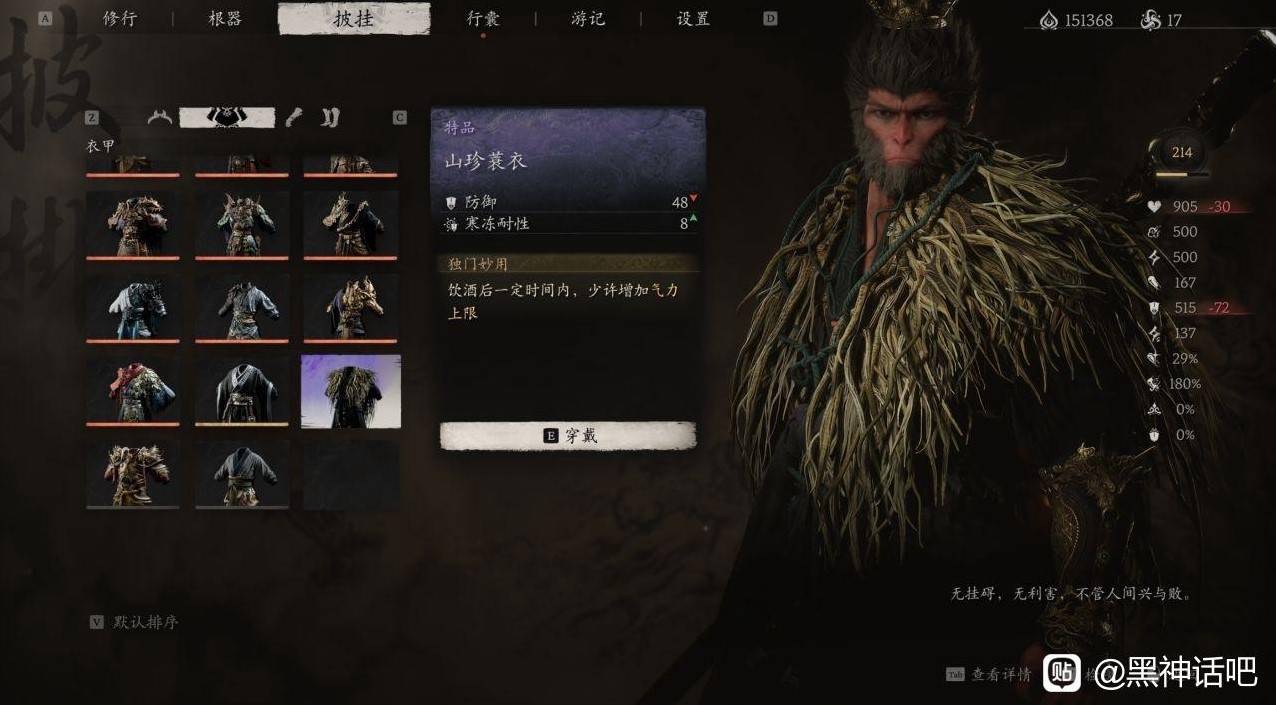 A 修行 根器 披挂 行囊 游记 设置 D
151368 17
披挂
Z C
衣甲
特品
山珍蓑衣
防御 48
寒冻耐性 8
独门妙用
饮酒后一定时间内，少许增加气力
上限
E 穿戴
214
905 -30
500
500
167
515 -72
137
29%
180%
0%
0%
无挂碍，无利害，不管人间兴与败。
V 默认排序
Tab 查看详情
贴 @黑神话吧